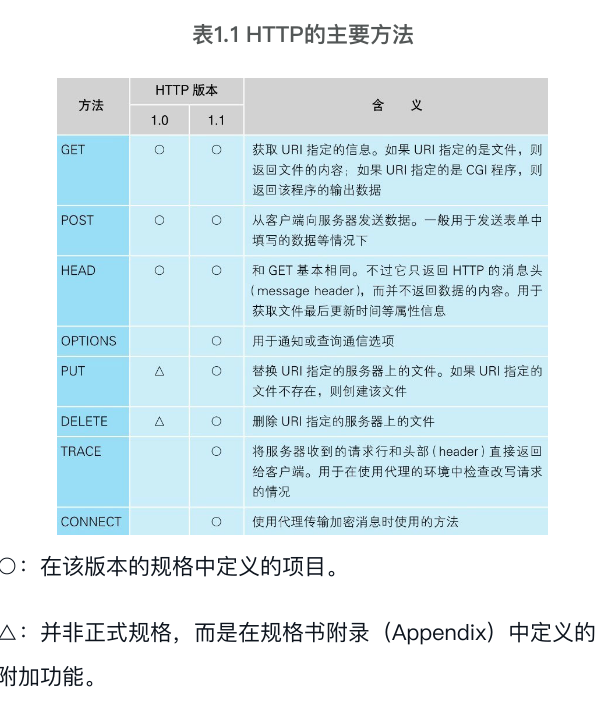 表1.1 HTTP的主要方法
方法 HTTP 版本 含 义
1.0 1.1
GET ○ ○ 获取 URI 指定的信息。如果 URI 指定的是文件，则
返回文件的内容；如果 URI 指定的是 CGI 程序，则
返回该程序的输出数据
POST ○ ○ 从客户端向服务器发送数据。一般用于发送表单中
填写的数据等情况下
HEAD ○ ○ 和 GET 基本相同。不过它只返回 HTTP 的消息头
（message header），而并不返回数据的内容。用于
获取文件最后更新时间等属性信息
OPTIONS ○ 用于通知或查询通信选项
PUT △ ○ 替换 URI 指定的服务器上的文件。如果 URI 指定的
文件不存在，则创建该文件
DELETE △ ○ 删除 URI 指定的服务器上的文件
TRACE ○ 将服务器收到的请求行和头部（header）直接返回
给客户端。用于在使用代理的环境中检查改写请求
的情况
CONNECT ○ 使用代理传输加密消息时使用的方法
○：在该版本的规格中定义的项目。
△：并非正式规格，而是在规格书附录（Appendix）中定义的
附加功能。